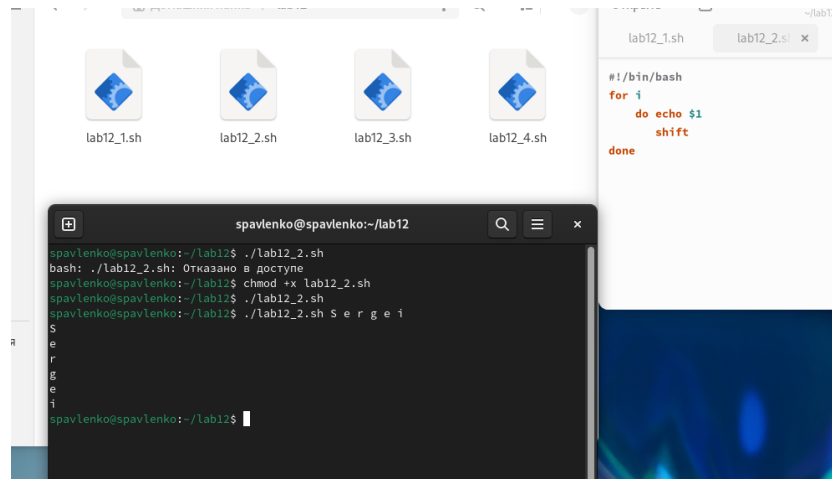 ~/lab1
lab12_1.sh
lab12_2.s
#!/bin/bash
for i
do echo $1
shift
done
lab12_1.sh
lab12_2.sh
lab12_3.sh
lab12_4.sh
spavlenko@spavlenko:~/lab12
spavlenko@spavlenko:~/lab12$ ./lab12_2.sh
bash: ./lab12_2.sh: Отказано в доступе
spavlenko@spavlenko:~/lab12$ chmod +x lab12_2.sh
spavlenko@spavlenko:~/lab12$ ./lab12_2.sh
spavlenko@spavlenko:~/lab12$ ./lab12_2.sh S e r g e i
S
e
r
g
e
i
spavlenko@spavlenko:~/lab12$
я